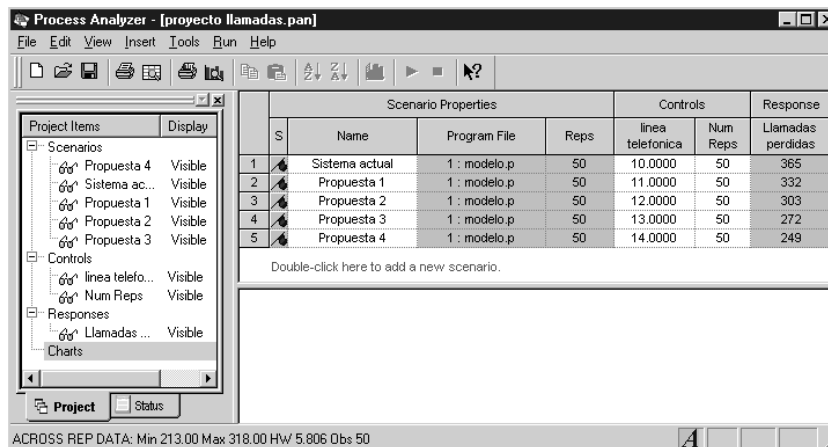 Process Analyzer - [proyecto llamadas.pan]
File Edit View Insert Tools Run Help
Project Items Display
Scenarios
Propuesta 4 Visible
Sistema ac... Visible
Propuesta 1 Visible
Propuesta 2 Visible
Propuesta 3 Visible
Controls
linea telefo... Visible
Num Reps Visible
Responses
Llamadas ... Visible
Charts
Project Status
Scenario Properties Controls Response
S Name Program File Reps linea telefonica Num Reps Llamadas perdidas
1 Sistema actual 1 : modelo.p 50 10.0000 50 365
2 Propuesta 1 1 : modelo.p 50 11.0000 50 332
3 Propuesta 2 1 : modelo.p 50 12.0000 50 303
4 Propuesta 3 1 : modelo.p 50 13.0000 50 272
5 Propuesta 4 1 : modelo.p 50 14.0000 50 249
Double-click here to add a new scenario.
ACROSS REP DATA: Min 213.00 Max 318.00 HW 5.806 Obs 50